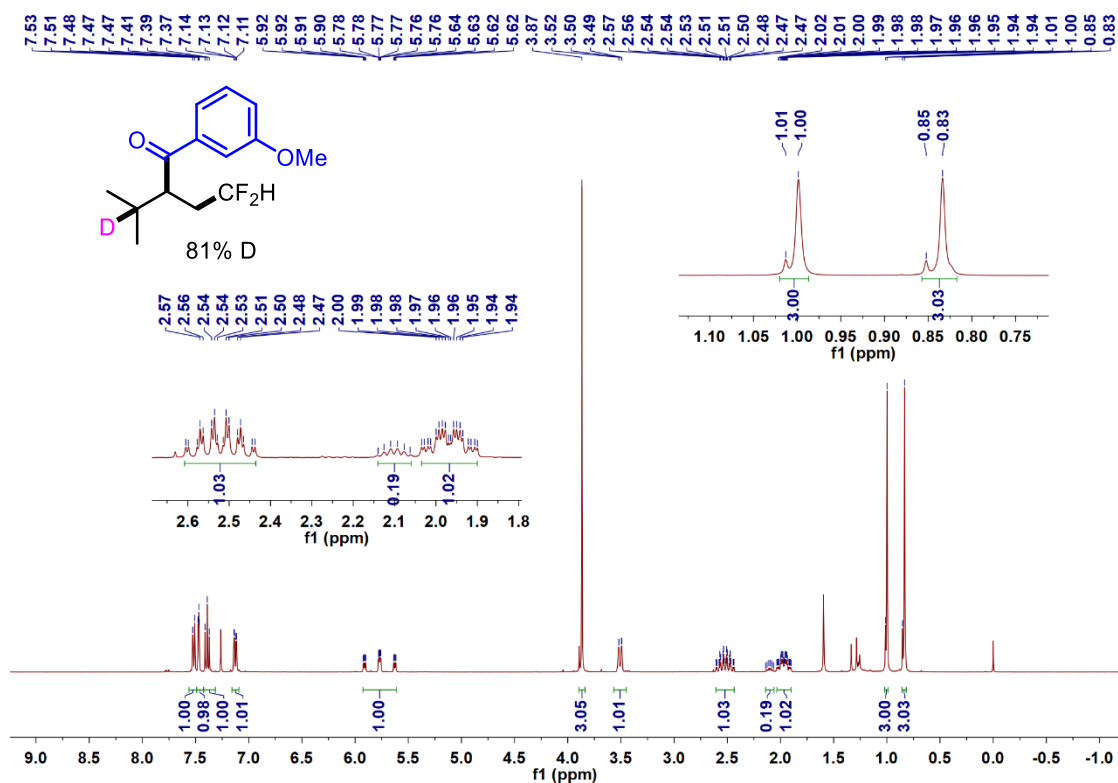 7.53 7.51 7.48 7.47 7.47 7.41 7.39 7.37 7.14 7.13 7.12 7.11 5.92 5.92 5.91 5.90 5.78 5.78 5.77 5.77 5.76 5.76 5.64 5.63 5.62 5.62 3.87 3.52 3.50 3.49 2.57 2.56 2.54 2.54 2.53 2.51 2.51 2.50 2.48 2.47 2.47 2.02 2.01 2.00 1.99 1.98 1.98 1.97 1.96 1.96 1.95 1.94 1.94 1.01 1.00 0.85 0.83
O
OMe
CF2H
D
81% D
1.01 1.00 0.85 0.83
3.00 3.03
1.10 1.05 1.00 0.95 0.90 0.85 0.80 0.75
f1 (ppm)
2.57 2.56 2.54 2.54 2.53 2.51 2.50 2.48 2.47 2.00 1.99 1.98 1.98 1.97 1.96 1.96 1.95 1.94 1.94
1.03 0.19 1.02
2.6 2.5 2.4 2.3 2.2 2.1 2.0 1.9 1.8
f1 (ppm)
1.00 0.98 1.00 1.01 1.00 3.05 1.01 1.03 0.19 1.02 3.00 3.03
9.0 8.5 8.0 7.5 7.0 6.5 6.0 5.5 5.0 4.5 4.0 3.5 3.0 2.5 2.0 1.5 1.0 0.5 0.0 -0.5 -1.0
f1 (ppm)